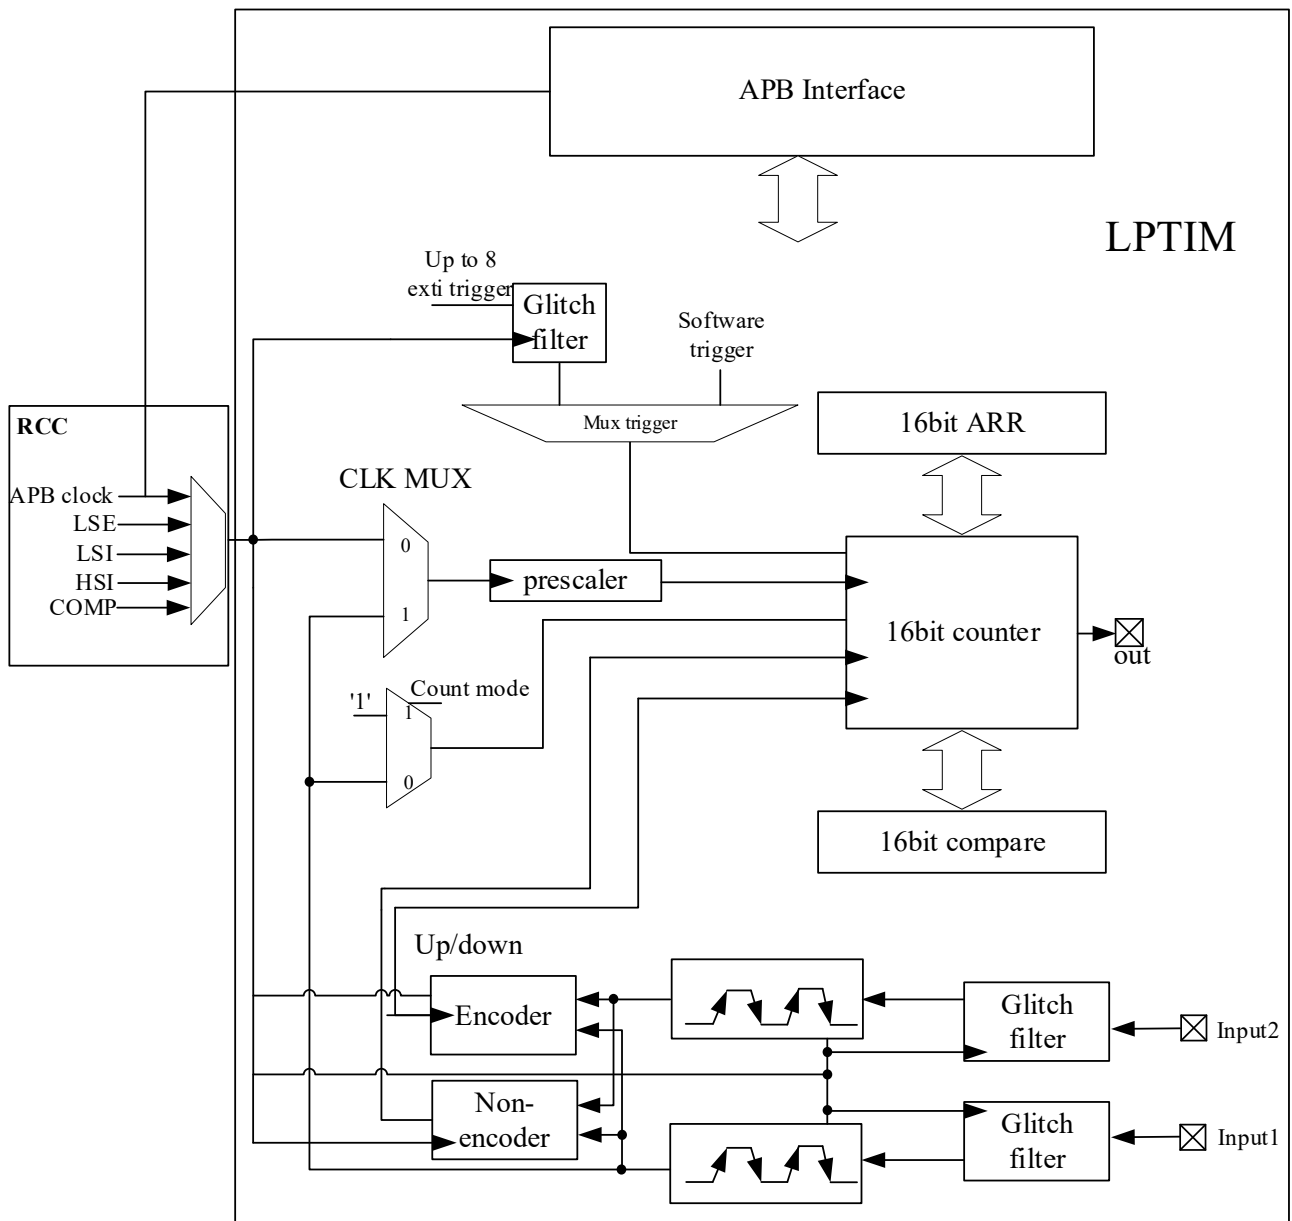 APB Interface
LPTIM
Up to 8
exti trigger
Glitch
filter
Software
trigger
Mux trigger
16bit ARR
RCC
APB clock
LSE
LSI
HSI
COMP
CLK MUX
0
1
prescaler
16bit counter
out
'1'
Count mode
1
0
16bit compare
Up/down
Encoder
Glitch
filter
Input2
Non-
encoder
Glitch
filter
Input1